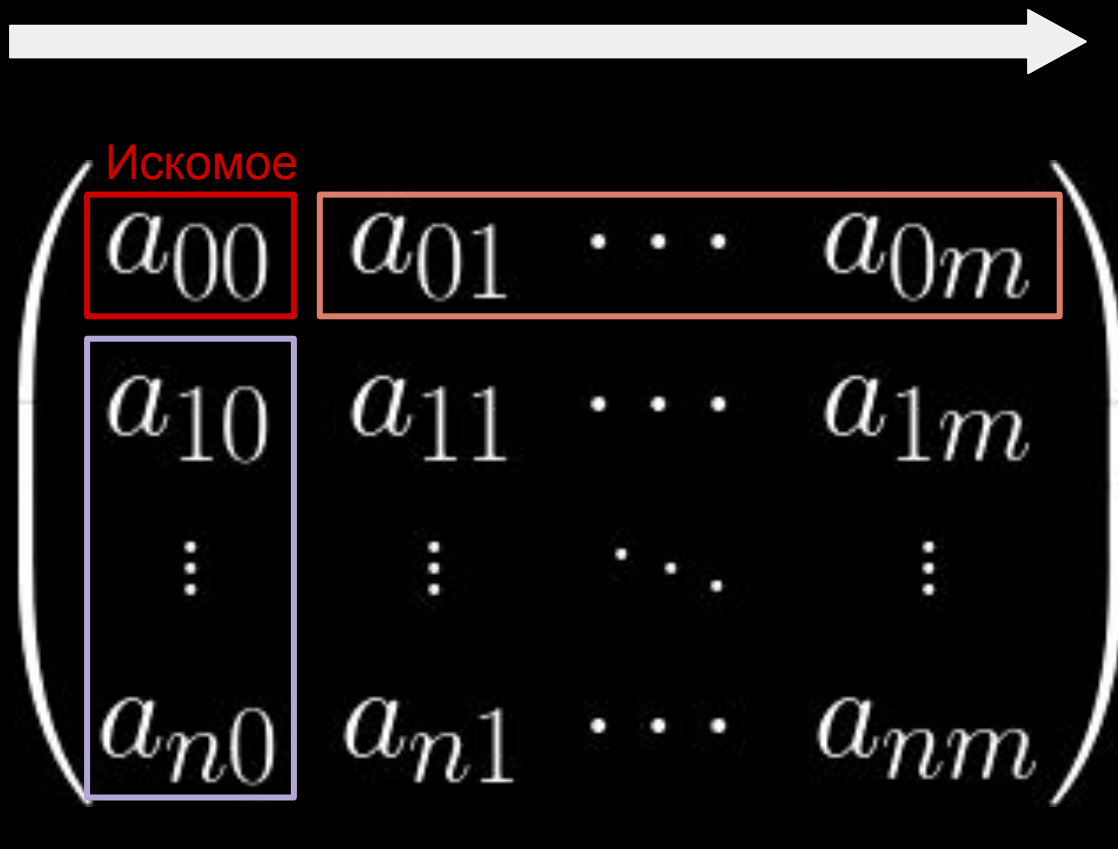 Искомое
a₀₀ a₀₁ ··· a₀ₘ
a₁₀ a₁₁ ··· a₁ₘ
⋮ ⋮ ⋱ ⋮
aₙ₀ aₙ₁ ··· aₙₘ